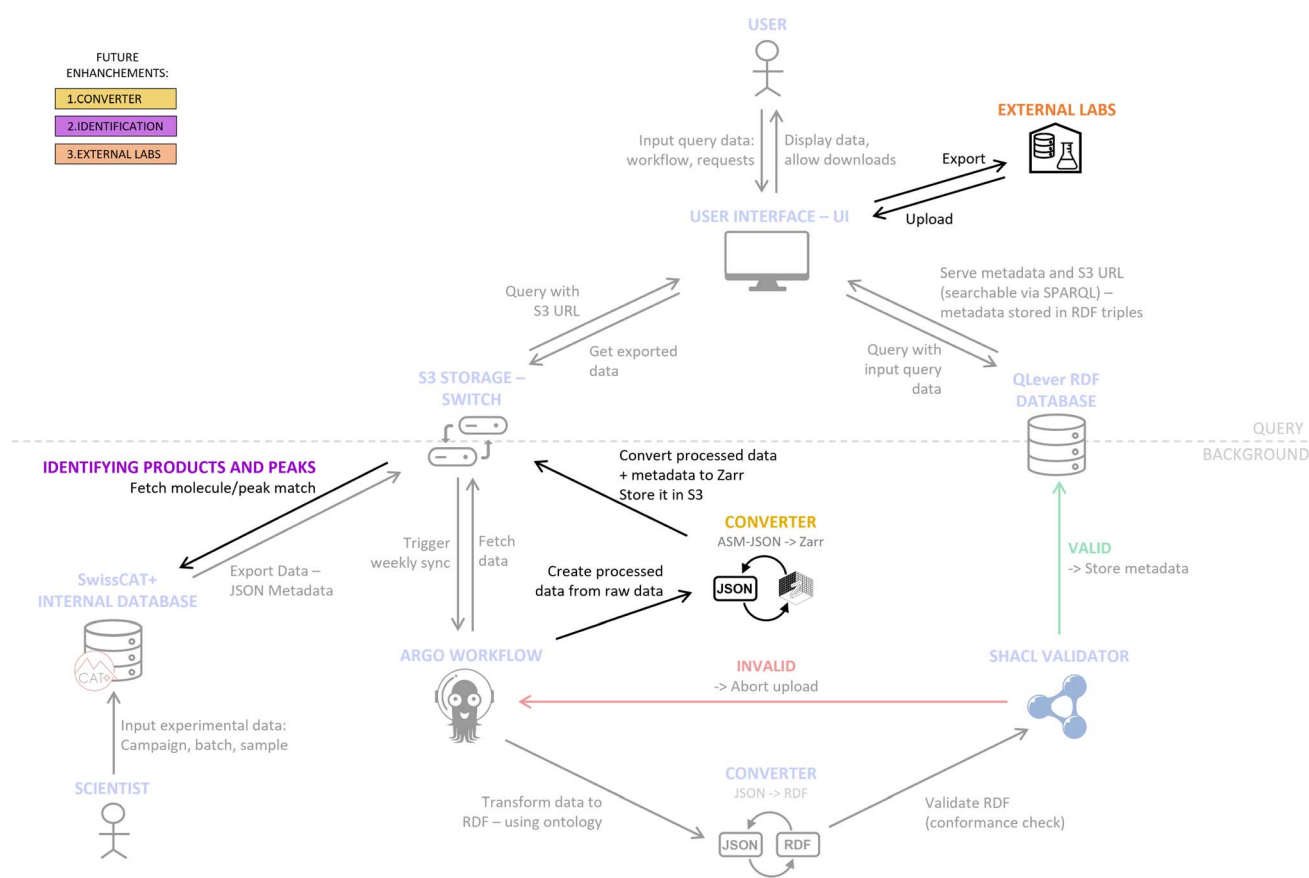 USER
FUTURE
ENHANCHEMENTS:
1.CONVERTER
2.IDENTIFICATION
3.EXTERNAL LABS
EXTERNAL LABS
Input query data:
workflow, requests
Display data,
allow downloads
Export
Upload
USER INTERFACE – UI
Serve metadata and S3 URL
(searchable via SPARQL) –
metadata stored in RDF triples
Query with
S3 URL
Get exported
data
Query with
input query
data
S3 STORAGE –
SWITCH
QLever RDF
DATABASE
QUERY
BACKGROUND
IDENTIFYING PRODUCTS AND PEAKS
Fetch molecule/peak match
Convert processed data
+ metadata to Zarr
Store it in S3
CONVERTER
ASM-JSON -> Zarr
JSON
Trigger
weekly sync
Fetch
data
Create processed
data from raw data
VALID
-> Store metadata
Export Data –
JSON Metadata
SwissCAT+
INTERNAL DATABASE
CAT+
ARGO WORKFLOW
INVALID
-> Abort upload
SHACL VALIDATOR
Input experimental data:
Campaign, batch, sample
SCIENTIST
Transform data to
RDF – using ontology
CONVERTER
JSON -> RDF
JSON
RDF
Validate RDF
(conformance check)